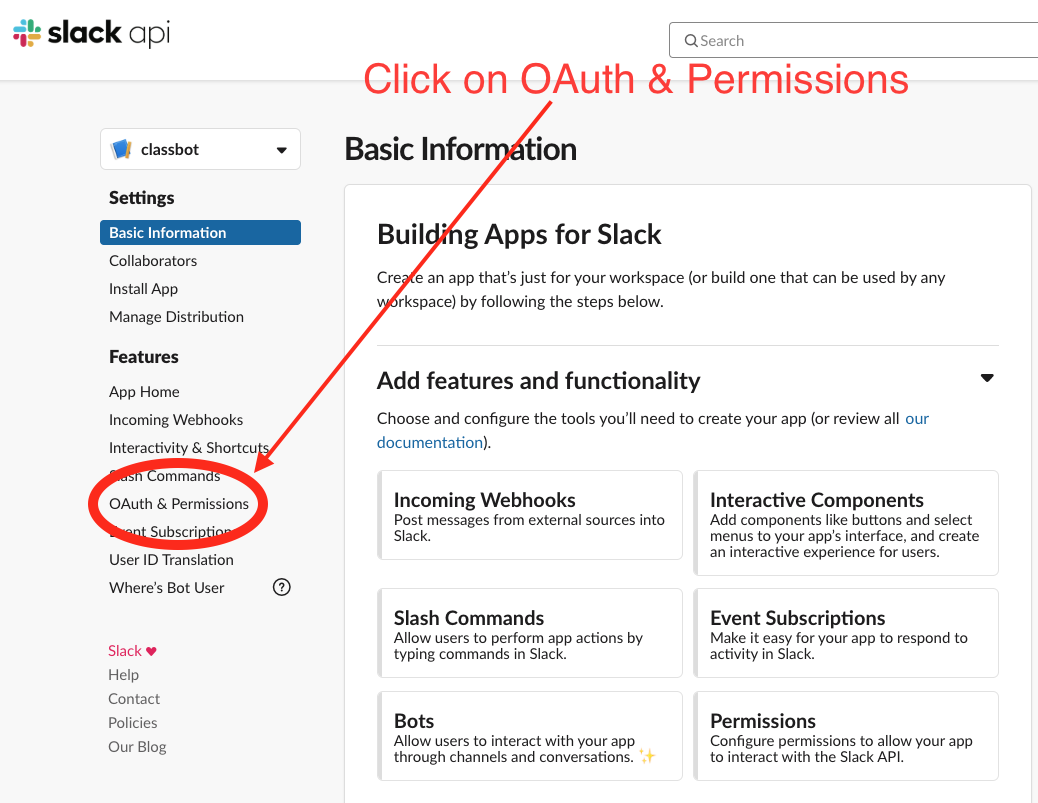 slack api
Search
Click on OAuth & Permissions
classbot
Settings
Basic Information
Collaborators
Install App
Manage Distribution
Features
App Home
Incoming Webhooks
Interactivity & Shortcuts
Slash Commands
OAuth & Permissions
Event Subscriptions
User ID Translation
Where’s Bot User
?
Slack ♥
Help
Contact
Policies
Our Blog
Basic Information
Building Apps for Slack
Create an app that’s just for your workspace (or build one that can be used by any
workspace) by following the steps below.
Add features and functionality
Choose and configure the tools you’ll need to create your app (or review all our
documentation).
Incoming Webhooks
Post messages from external sources into
Slack.
Interactive Components
Add components like buttons and select
menus to your app’s interface, and create
an interactive experience for users.
Slash Commands
Allow users to perform app actions by
typing commands in Slack.
Event Subscriptions
Make it easy for your app to respond to
activity in Slack.
Bots
Allow users to interact with your app
through channels and conversations. ✨
Permissions
Configure permissions to allow your app
to interact with the Slack API.